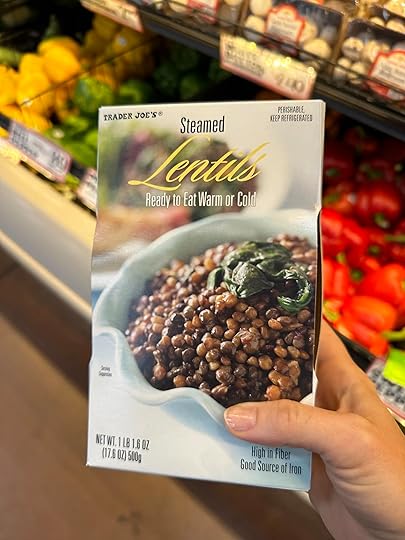 TRADER JOE'S®
PERISHABLE,
KEEP REFRIGERATED
Steamed
Lentils
Ready to Eat Warm or Cold
Serving
Suggestion
NET WT. 1 LB 1.6 OZ
(17.6 OZ) 500g
High in Fiber
Good Source of Iron